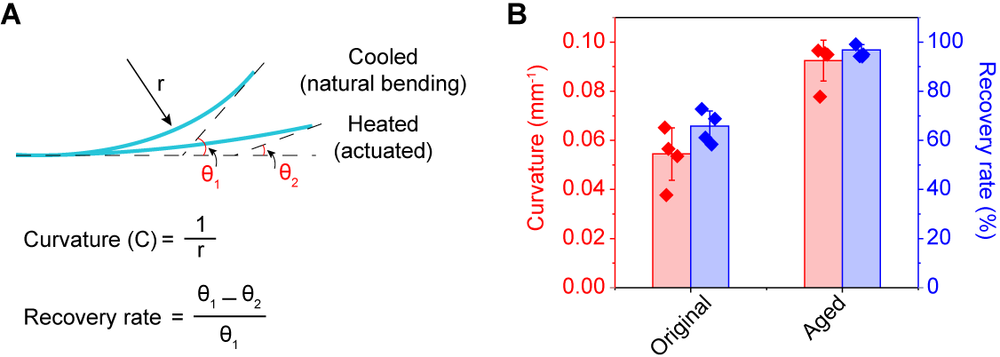 A
r
Cooled
(natural bending)
Heated
(actuated)
θ1
θ2
Curvature (C) = 1
r
Recovery rate = θ1 – θ2
θ1
B
Curvature (mm-1)
0.10
0.08
0.06
0.04
0.02
0.00
100
80
60
40
20
0
Recovery rate (%)
Original
Aged